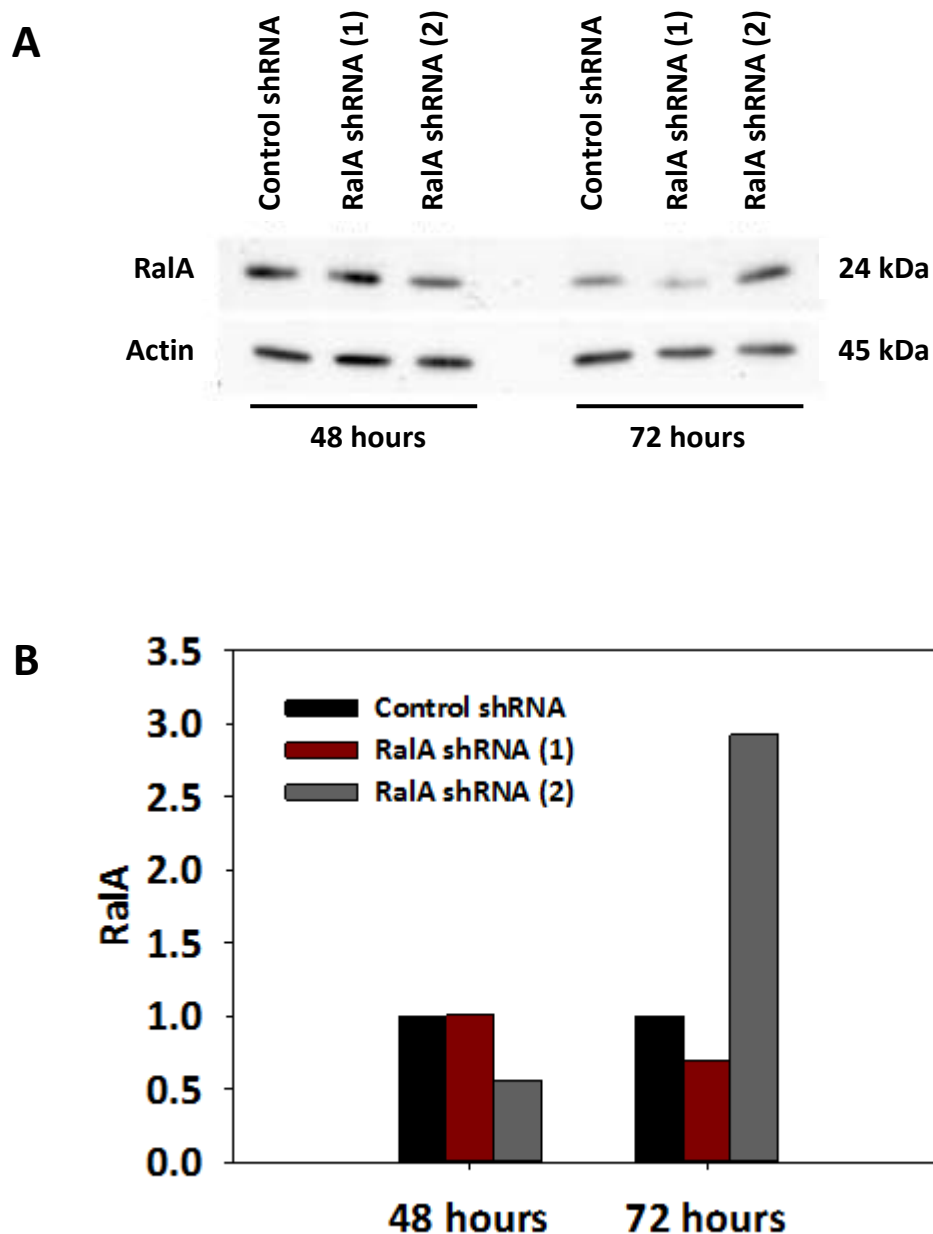 A
Control shRNA
RalA shRNA (1)
RalA shRNA (2)
Control shRNA
RalA shRNA (1)
RalA shRNA (2)
RalA
24 kDa
Actin
45 kDa
48 hours
72 hours
B
3.5
3.0
2.5
2.0
1.5
1.0
0.5
0.0
RalA
Control shRNA
RalA shRNA (1)
RalA shRNA (2)
48 hours
72 hours